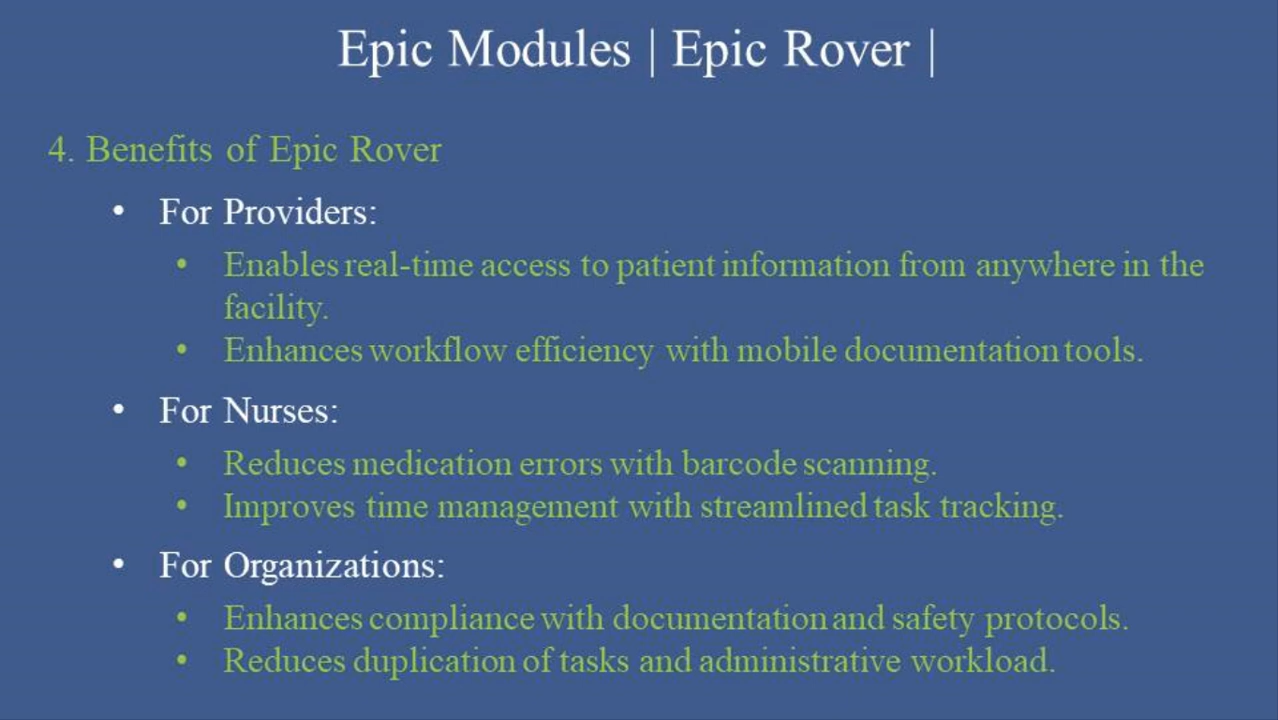 Epic Modules | Epic Rover |
4. Benefits of Epic Rover
• For Providers:
• Enables real-time access to patient information from anywhere in the
facility.
• Enhances workflow efficiency with mobile documentation tools.
• For Nurses:
• Reduces medication errors with barcode scanning.
• Improves time management with streamlined task tracking.
• For Organizations:
• Enhances compliance with documentation and safety protocols.
• Reduces duplication of tasks and administrative workload.